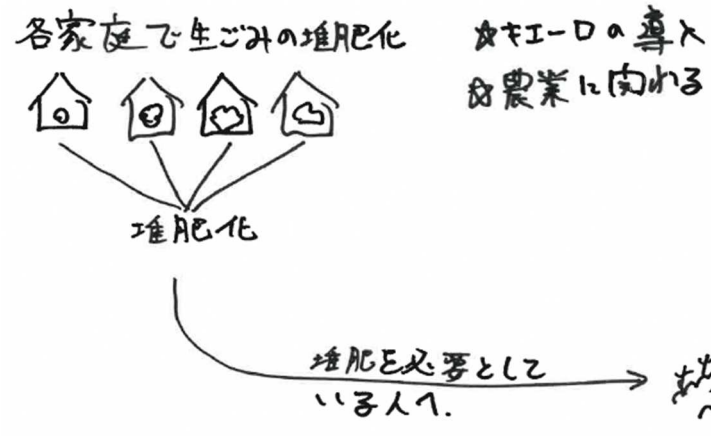 各家庭で生ごみの堆肥化
☆キエーロの導入
☆農業に関れる
堆肥化
堆肥を必要として
いる人へ.